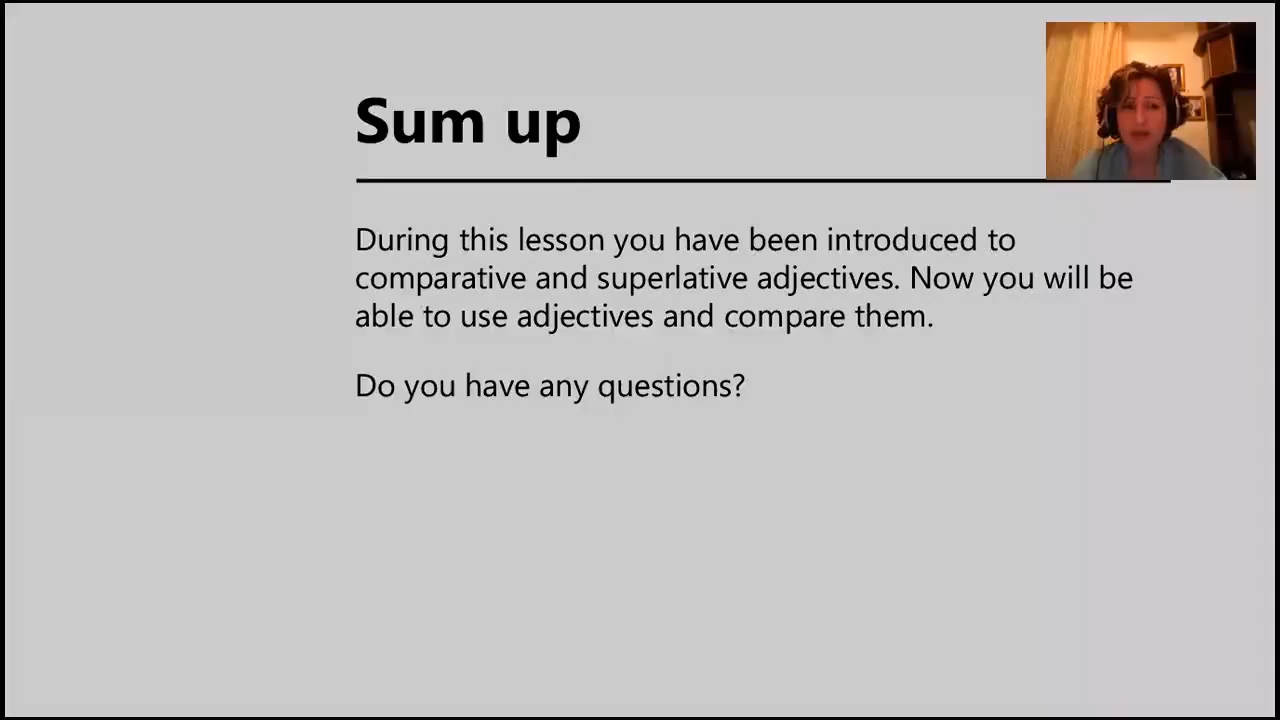 Sum up
During this lesson you have been introduced to
comparative and superlative adjectives. Now you will be
able to use adjectives and compare them.
Do you have any questions?